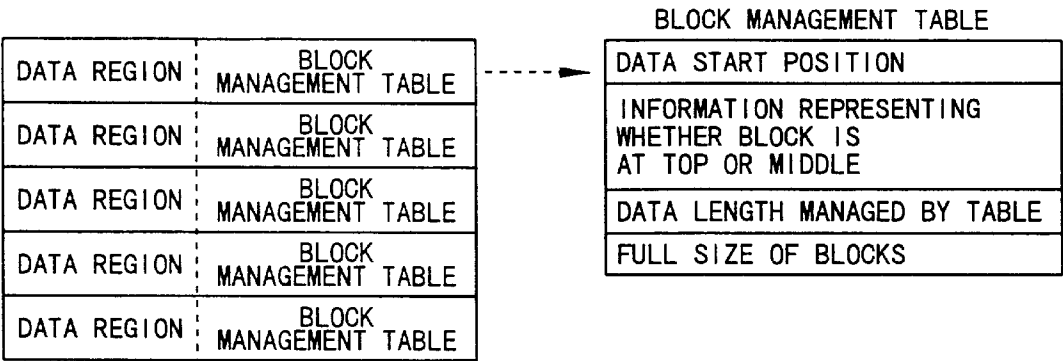 DATA REGION
BLOCK
MANAGEMENT TABLE
DATA REGION
BLOCK
MANAGEMENT TABLE
DATA REGION
BLOCK
MANAGEMENT TABLE
DATA REGION
BLOCK
MANAGEMENT TABLE
DATA REGION
BLOCK
MANAGEMENT TABLE
BLOCK MANAGEMENT TABLE
DATA START POSITION
INFORMATION REPRESENTING
WHETHER BLOCK IS
AT TOP OR MIDDLE
DATA LENGTH MANAGED BY TABLE
FULL SIZE OF BLOCKS